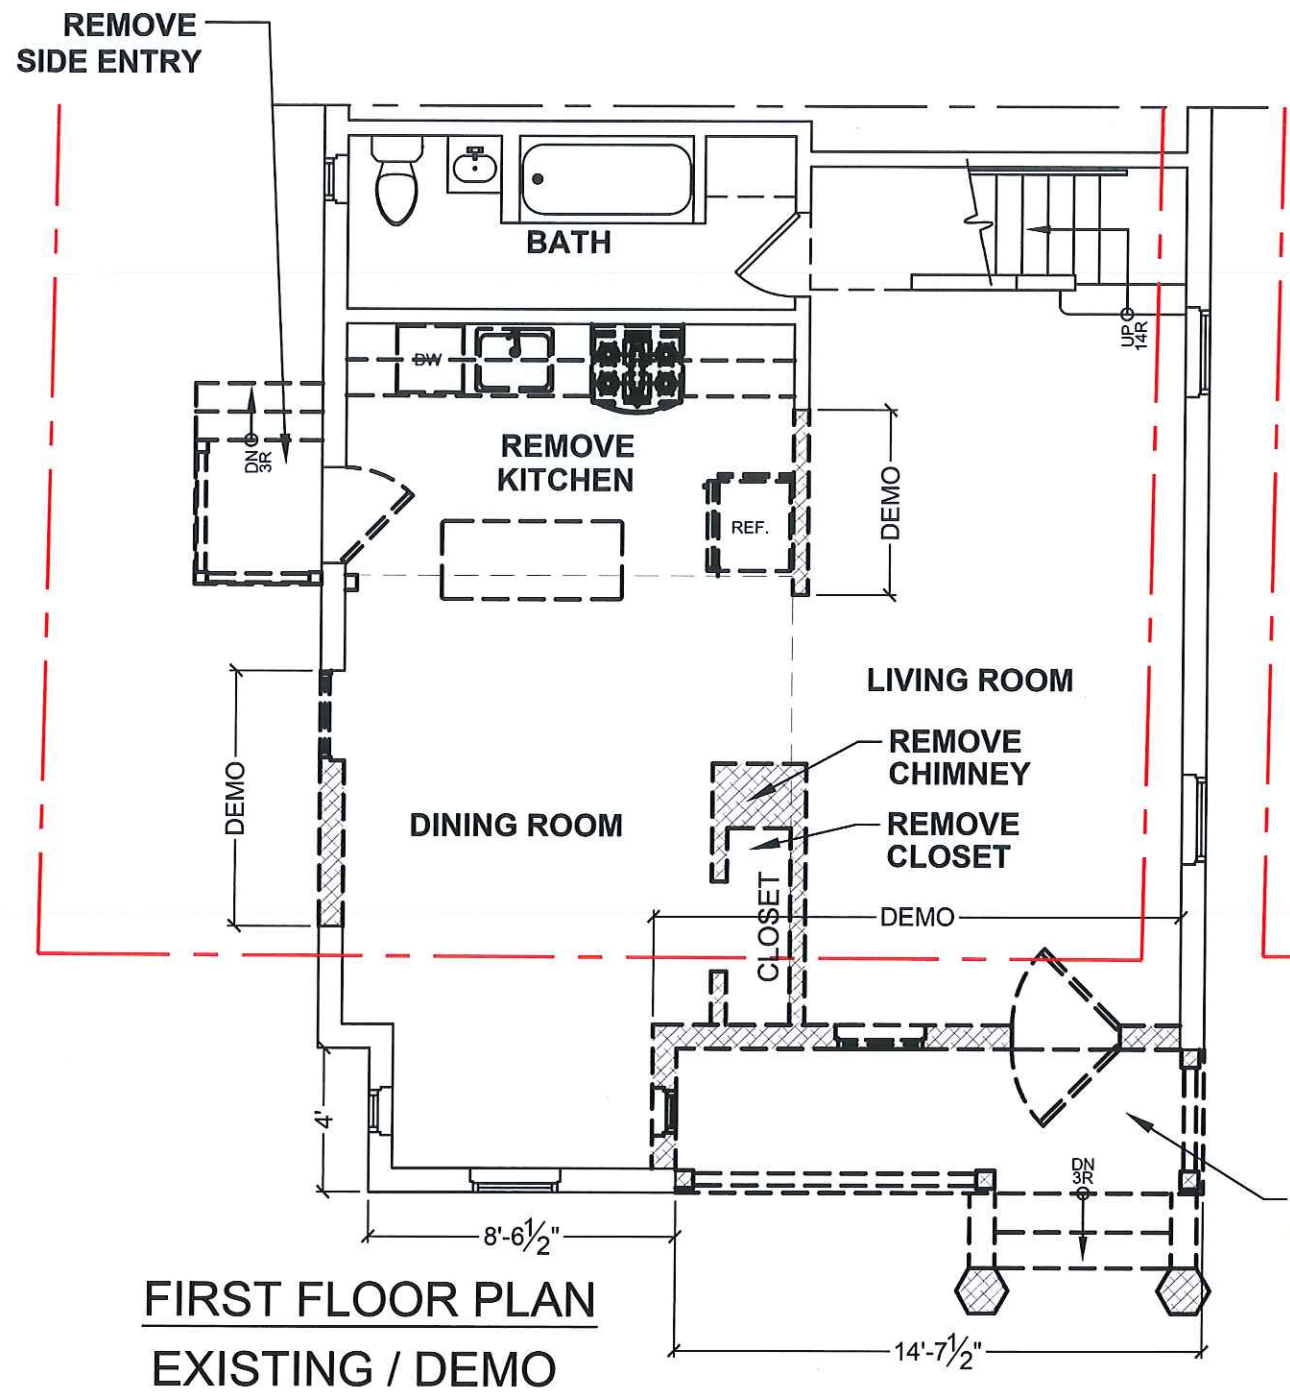 REMOVE
SIDE ENTRY
BATH
UP
14R
DW
REMOVE
KITCHEN
DN
3R
REF.
DEMO
LIVING ROOM
REMOVE
CHIMNEY
DEMO
DINING ROOM
REMOVE
CLOSET
CLOSET
DEMO
4'
DN
3R
8'-6½"
FIRST FLOOR PLAN
14'-7½"
EXISTING / DEMO